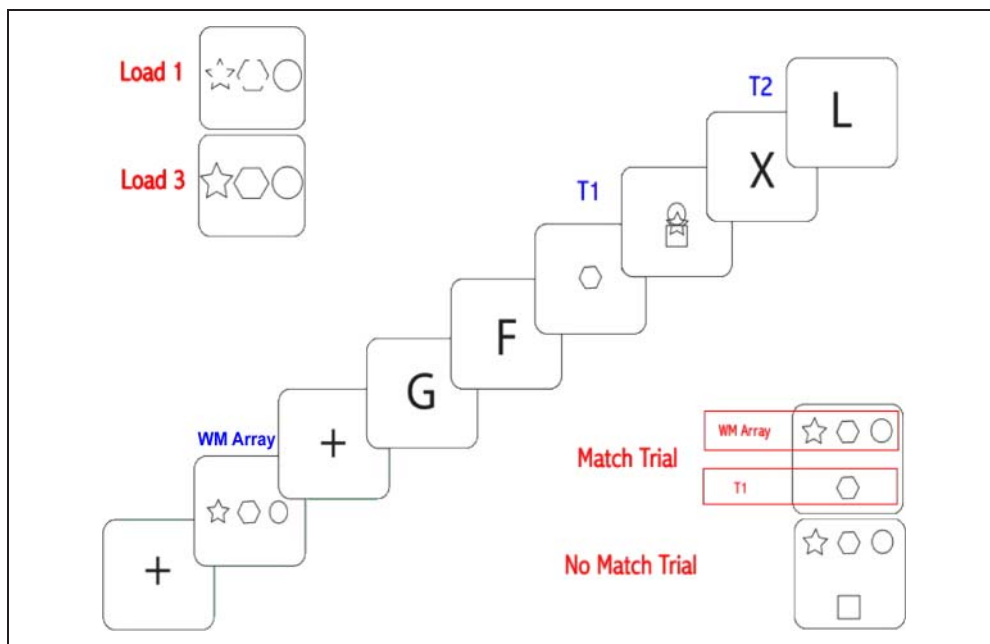 Load 1
Load 3
T2
L
X
T1
F
G
WM Array
+
+
Match Trial
WM Array
T1
No Match Trial